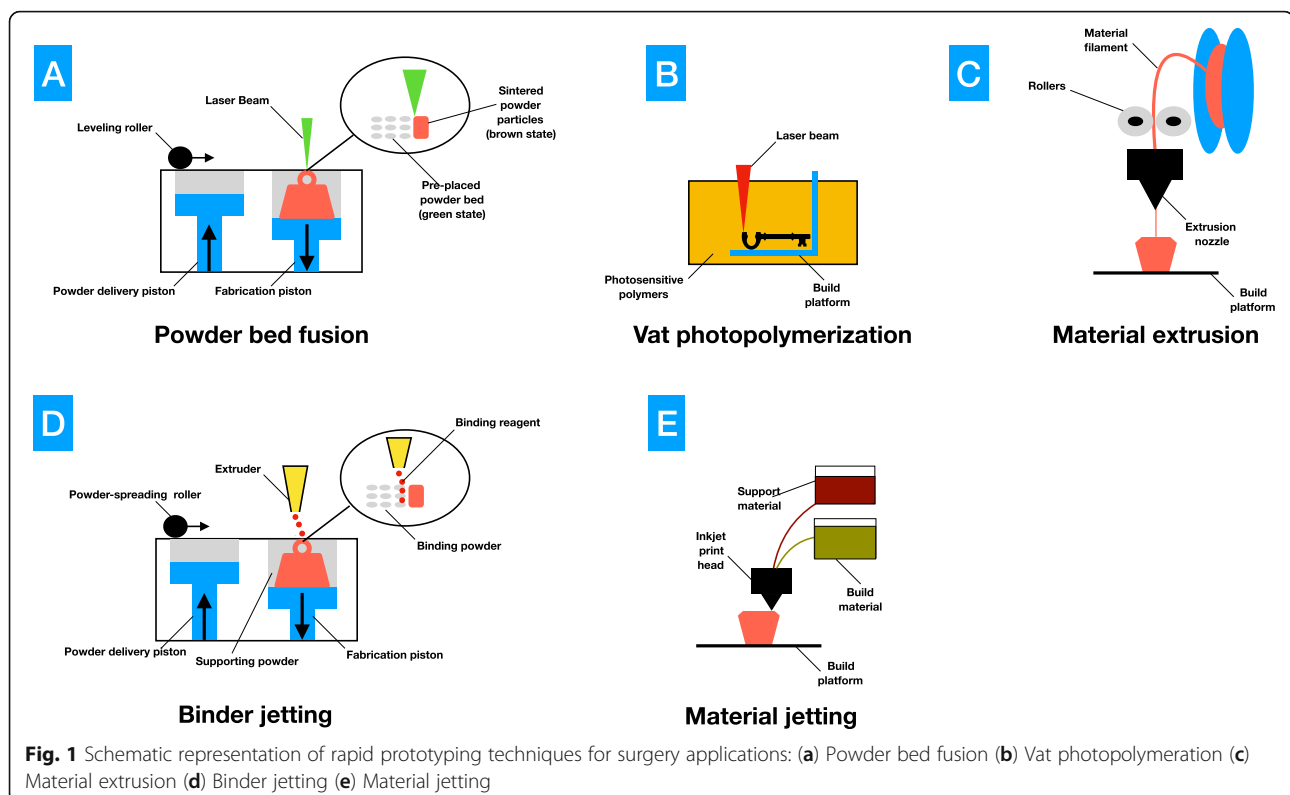 A
Laser Beam
Leveling roller
Sintered
powder
particles
(brown state)
Pre-placed
powder bed
(green state)
Powder delivery piston
Fabrication piston
Powder bed fusion
B
Laser beam
Photosensitive
polymers
Build
platform
Vat photopolymerization
C
Material
filament
Rollers
Extrusion
nozzle
Build
platform
Material extrusion
D
Binding reagent
Extruder
Powder-spreading roller
Binding powder
Powder delivery piston
Supporting powder
Fabrication piston
Binder jetting
E
Support
material
Inkjet
print
head
Build
material
Build
platform
Material jetting
Fig. 1 Schematic representation of rapid prototyping techniques for surgery applications: (a) Powder bed fusion (b) Vat photopolymeration (c)
Material extrusion (d) Binder jetting (e) Material jetting